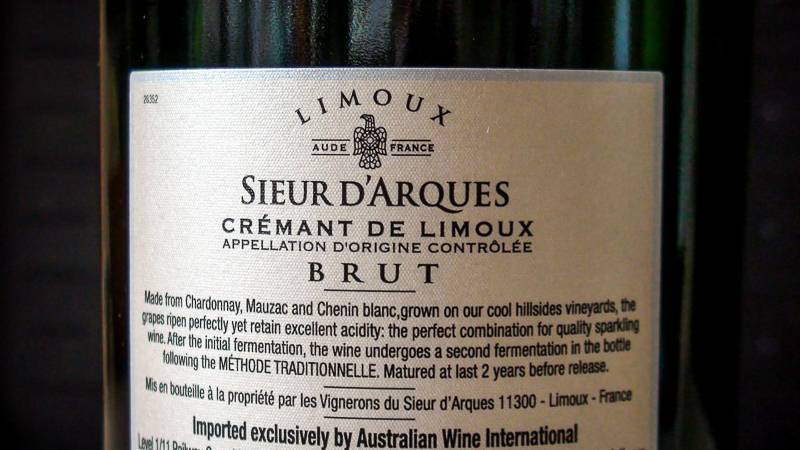 26352
LIMOUX
AUDE FRANCE
SIEUR D'ARQUES
CRÉMANT DE LIMOUX
APPELLATION D'ORIGINE CONTRÔLÉE
BRUT
Made from Chardonnay, Mauzac and Chenin blanc,grown on our cool hillsides vineyards, the
grapes ripen perfectly yet retain excellent acidity: the perfect combination for quality sparkling
wine. After the initial fermentation, the wine undergoes a second fermentation in the bottle
following the MÉTHODE TRADITIONNELLE. Matured at last 2 years before release.
Mis en bouteille à la propriété par les Vignerons du Sieur d'Arques 11300 - Limoux - France
Imported exclusively by Australian Wine International
Level 1/11